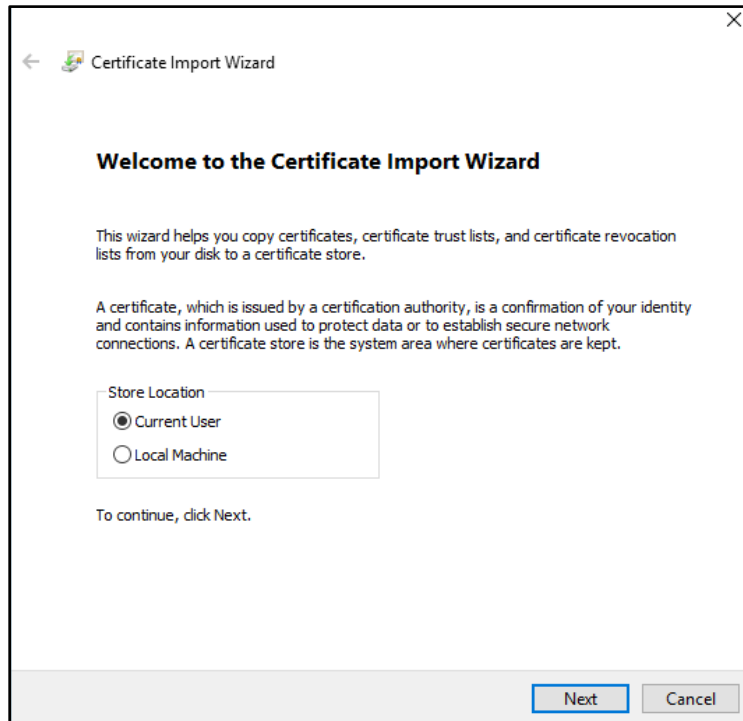 Certificate Import Wizard
Welcome to the Certificate Import Wizard
This wizard helps you copy certificates, certificate trust lists, and certificate revocation
lists from your disk to a certificate store.
A certificate, which is issued by a certification authority, is a confirmation of your identity
and contains information used to protect data or to establish secure network
connections. A certificate store is the system area where certificates are kept.
Store Location
Current User
Local Machine
To continue, click Next.
Next Cancel